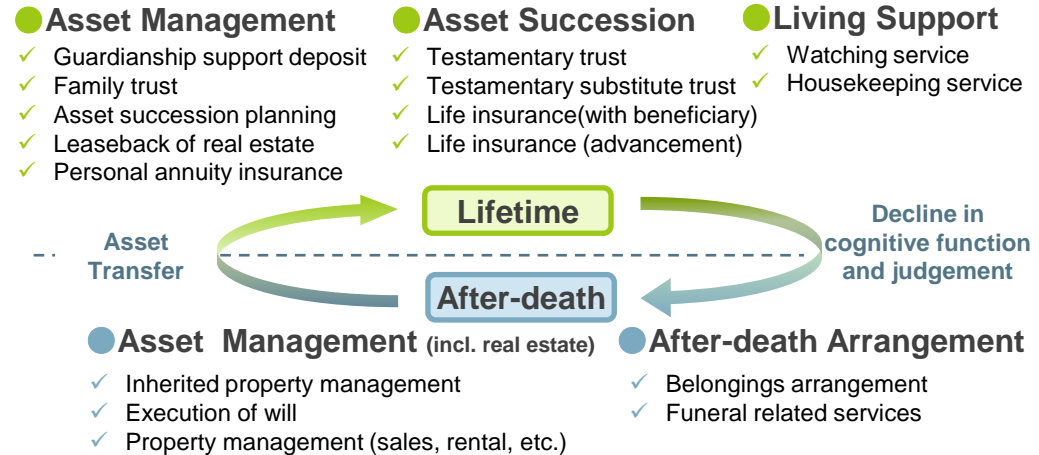 Asset Management
Guardianship support deposit
Family trust
Asset succession planning
Leaseback of real estate
Personal annuity insurance
Asset Succession
Testamentary trust
Testamentary substitute trust
Life insurance(with beneficiary)
Life insurance (advancement)
Living Support
Watching service
Housekeeping service
Lifetime
Asset
Transfer
Decline in
cognitive function
and judgement
After-death
Asset Management (incl. real estate)
Inherited property management
Execution of will
Property management (sales, rental, etc.)
After-death Arrangement
Belongings arrangement
Funeral related services